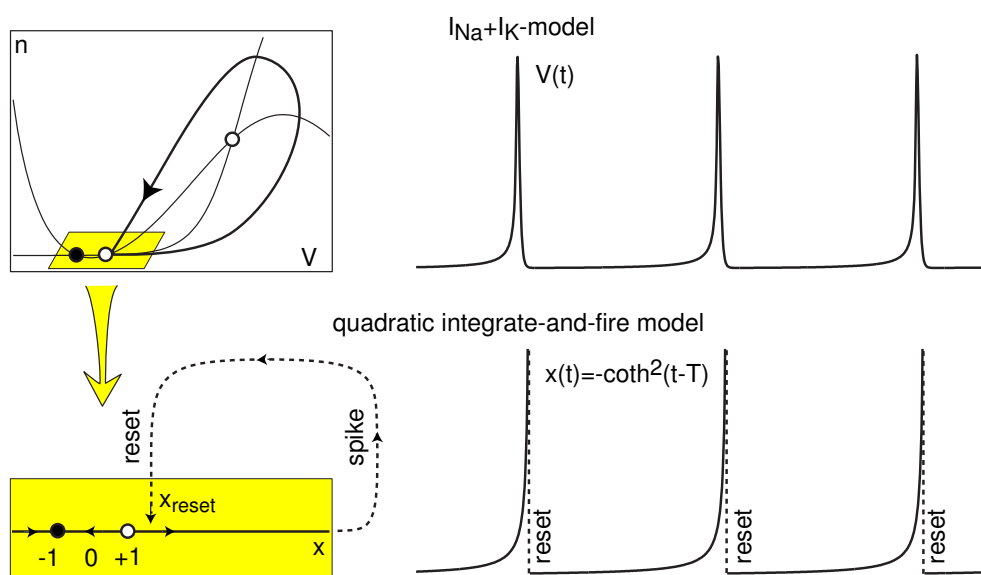 n
V
I_Na+I_K-model
V(t)
quadratic integrate-and-fire model
x(t)=-coth²(t-T)
reset
spike
x_reset
-1 0 +1 x
reset
reset
reset